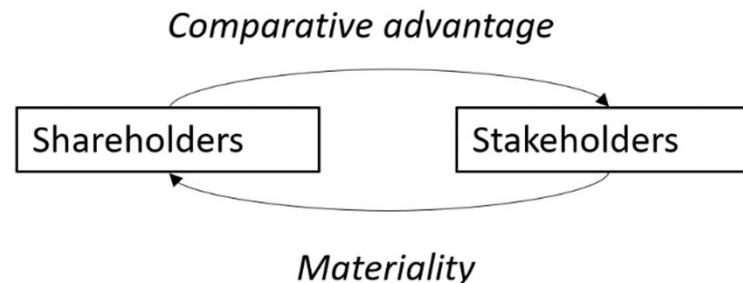 Comparative advantage
Shareholders
Stakeholders
Materiality